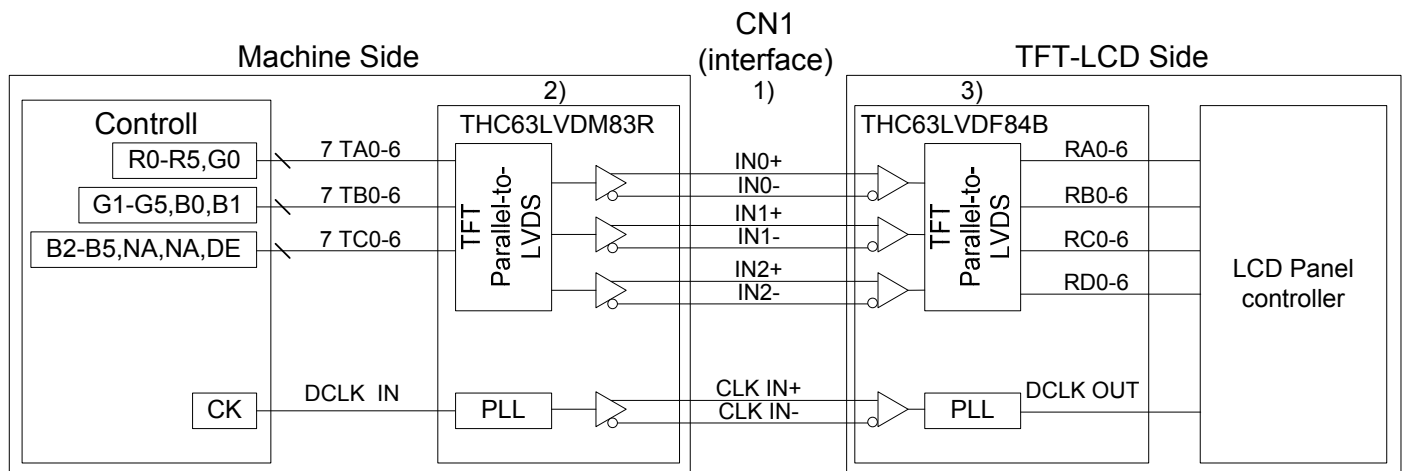 CN1
(interface)
1)
Machine Side
TFT-LCD Side
2)
3)
Controll
THC63LVDM83R
THC63LVDF84B
R0-R5,G0
7 TA0-6
G1-G5,B0,B1
7 TB0-6
B2-B5,NA,NA,DE
7 TC0-6
TFT
Parallel-to-
LVDS
IN0+
IN0-
IN1+
IN1-
IN2+
IN2-
TFT
Parallel-to-
LVDS
RA0-6
RB0-6
RC0-6
RD0-6
LCD Panel
controller
CK
DCLK IN
PLL
CLK IN+
CLK IN-
PLL
DCLK OUT